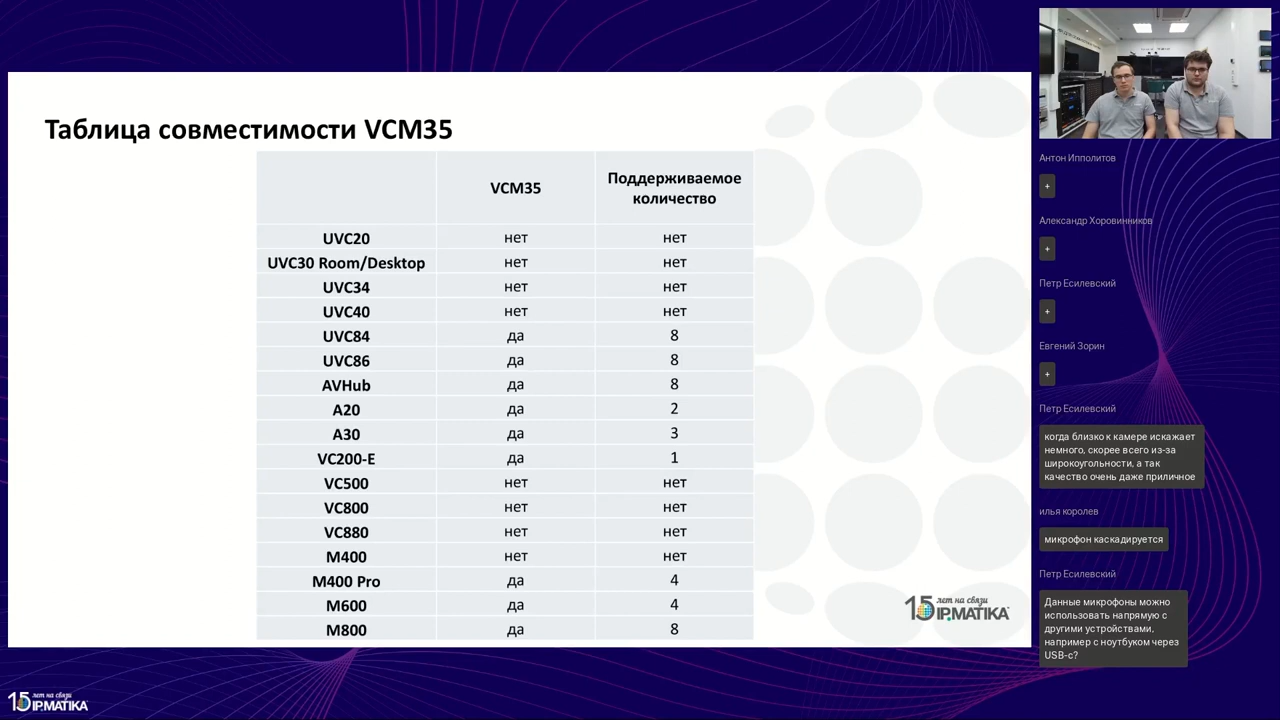 Таблица совместимости VCM35
VCM35
Поддерживаемое
количество
UVC20 нет нет
UVC30 Room/Desktop нет нет
UVC34 нет нет
UVC40 нет нет
UVC84 да 8
UVC86 да 8
AVHub да 8
A20 да 2
A30 да 3
VC200-E да 1
VC500 нет нет
VC800 нет нет
VC880 нет нет
M400 нет нет
M400 Pro да 4
M600 да 4
M800 да 8
15 лет на связи
IP.MATIKA
Антон Ипполитов
+
Александр Хоровинников
+
Петр Есилевский
+
Евгений Зорин
+
Петр Есилевский
когда близко к камере искажает
немного, скорее всего из-за
широкоугольности, а так
качество очень даже приличное
илья королев
микрофон каскадируется
Петр Есилевский
Данные микрофоны можно
использовать напрямую с
другими устройствами,
например с ноутбуком через
USB-c?
15 лет на связи
IP.MATIKA